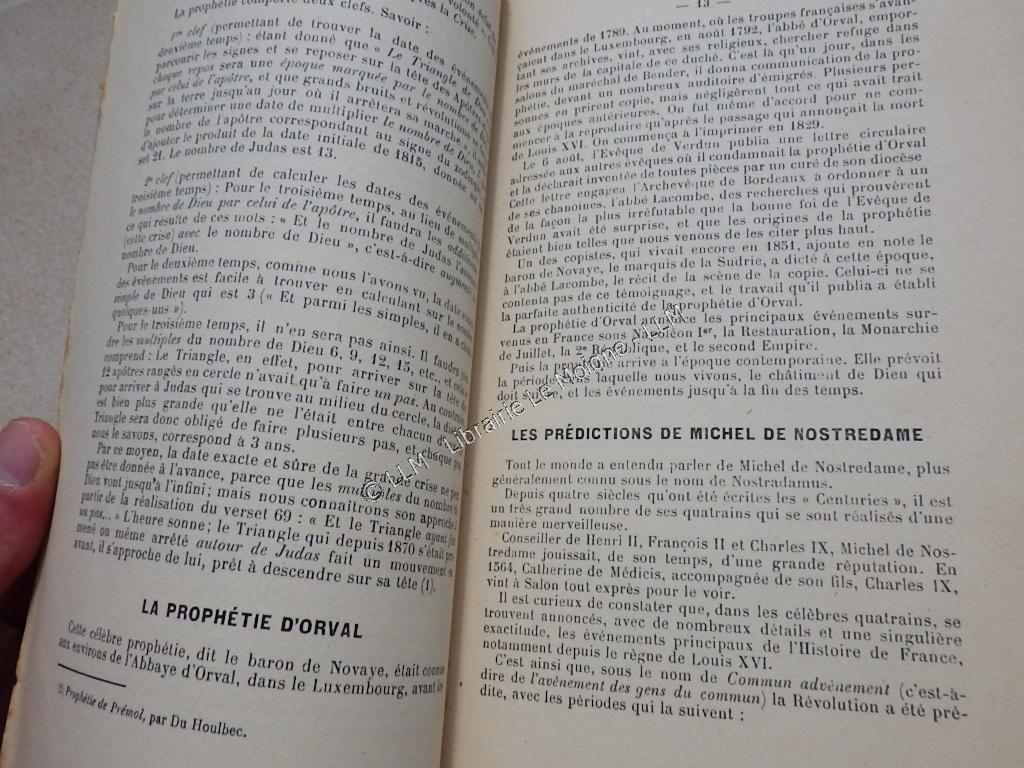 La prophétie comporte deux clefs. Savoir :
1re clef (permettant de trouver la date des événements
deuxième temps) : étant donné que « Le Triangle de
parcourir les signes et se reposer sur la tête des Apôtres
chaque repos sera une époque marquée par le nombre de
par celui de l'apôtre, et que grands bruits et révolutions
sur la terre jusqu'au jour où il arrêtera sa marche,
pour déterminer une date de multiplier le nombre de Dieu
le nombre de l'apôtre correspondant au signe du zodiaque
d'ajouter le produit de la date initiale de 1815, donnée au
set 21. Le nombre de Judas est 13.
2e clef (permettant de calculer les dates des événements
troisième temps) : Pour le troisième temps, au lieu de
le nombre de Dieu par celui de l'apôtre, il faudra les
ce qui résulte de ces mots : « Et le nombre de Judas
(cette crise) avec le nombre de Dieu », c'est-à-dire augmen
nombre de Dieu.
Pour le deuxième temps, comme nous l'avons vu, la date
des événements est facile à trouver en calculant sur le
simple de Dieu qui est 3 (« Et parmi les simples, il en a
quelques-uns »).
Pour le troisième temps, il n'en sera pas ainsi. Il faudra
dre les multiples du nombre de Dieu 6, 9, 12, 15, etc., et
comprend : Le Triangle, en effet, pour arriver sur la tête
12 apôtres rangés en cercle n'avait qu'à faire un pas. Au
pour arriver à Judas qui se trouve au milieu du cercle, la
est bien plus grande qu'elle ne l'était entre chacun
Triangle sera donc obligé de faire plusieurs pas, et chaque
nous le savons, correspond à 3 ans.
Par ce moyen, la date exacte et sûre de la grande crise ne
pas être donnée à l'avance, parce que les multiples du nombre
Dieu vont jusqu'à l'infini ; mais nous connaîtrons son approche
partir de la réalisation du verset 69 : « Et le Triangle ayant fait
un pas... » L'heure sonne ; le Triangle qui depuis 1870 s'était
mené ou même arrêté autour de Judas fait un mouvement en
avant, il s'approche de lui, prêt à descendre sur sa tête (1).
LA PROPHÉTIE D'ORVAL
Cette célèbre prophétie, dit le baron de Novaye, était connue
aux environs de l'Abbaye d'Orval, dans le Luxembourg, avant les
(1) Prophétie de Prémol, par Du Houlbec.
— 13 —
événements de 1789. Au moment, où les troupes françaises s'avan-
çaient dans le Luxembourg, en août 1792, l'abbé d'Orval, empor-
tant ses archives, vint, avec ses religieux, chercher refuge dans
les murs de la capitale de ce duché. C'est là qu'un jour, dans les
salons du maréchal de Bender, il donna communication de la pro-
phétie, devant un nombreux auditoire d'émigrés. Plusieurs per-
sonnes en prirent copie, mais négligèrent tout ce qui avait trait
aux époques antérieures. On fut même d'accord pour ne com-
mencer à la reproduire qu'après le passage qui annonçait la mort
de Louis XVI. On commença à l'imprimer en 1829.
Le 6 août, l'Evêque de Verdun publia une lettre circulaire
adressée aux autres évêques où il condamnait la prophétie d'Orval
et la déclarait inventée de toutes pièces par un curé de son diocèse
Cette lettre engagea l'Archevêque de Bordeaux à ordonner à un
de ses chanoines, l'abbé Lacombe, des recherches qui prouvèrent
de la façon la plus irréfutable que la bonne foi de l'Evêque de
Verdun avait été surprise, et que les origines de la prophétie
étaient bien telles que nous venons de les citer plus haut.
Un des copistes, qui vivait encore en 1851, ajoute en note le
baron de Novaye, le marquis de la Sudrie, a dicté à cette époque,
à l'abbé Lacombe, le récit de la scène de la copie. Celui-ci ne se
contenta pas de ce témoignage, et le travail qu'il publia a établi
la parfaite authenticité de la prophétie d'Orval.
La prophétie d'Orval annonce les principaux événements sur-
venus en France sous Napoléon Ier, la Restauration, la Monarchie
de Juillet, la 2e République, et le second Empire.
Puis la prophétie arrive à l'époque contemporaine. Elle prévoit
la période dans laquelle nous vivons, le châtiment de Dieu qui
doit suivre, et les événements jusqu'à la fin des temps.
LES PRÉDICTIONS DE MICHEL DE NOSTREDAME
Tout le monde a entendu parler de Michel de Nostredame, plus
généralement connu sous le nom de Nostradamus.
Depuis quatre siècles qu'ont été écrites les « Centuries », il est
un très grand nombre de ses quatrains qui se sont réalisés d'une
manière merveilleuse.
Conseiller de Henri II, François II et Charles IX, Michel de Nos-
tredame jouissait, de son temps, d'une grande réputation. En
1564, Catherine de Médicis, accompagnée de son fils, Charles IX,
vint à Salon tout exprès pour le voir.
Il est curieux de constater que, dans les célèbres quatrains, se
trouvent annoncés, avec de nombreux détails et une singulière
exactitude, les événements principaux de l'Histoire de France,
notamment depuis le règne de Louis XVI.
C'est ainsi que, sous le nom de Commun advènement (c'est-à-
dire de l'avènement des gens du commun) la Révolution a été pré-
dite, avec les périodes qui la suivent :
© LLM - Librairie Le Moïone, LLM